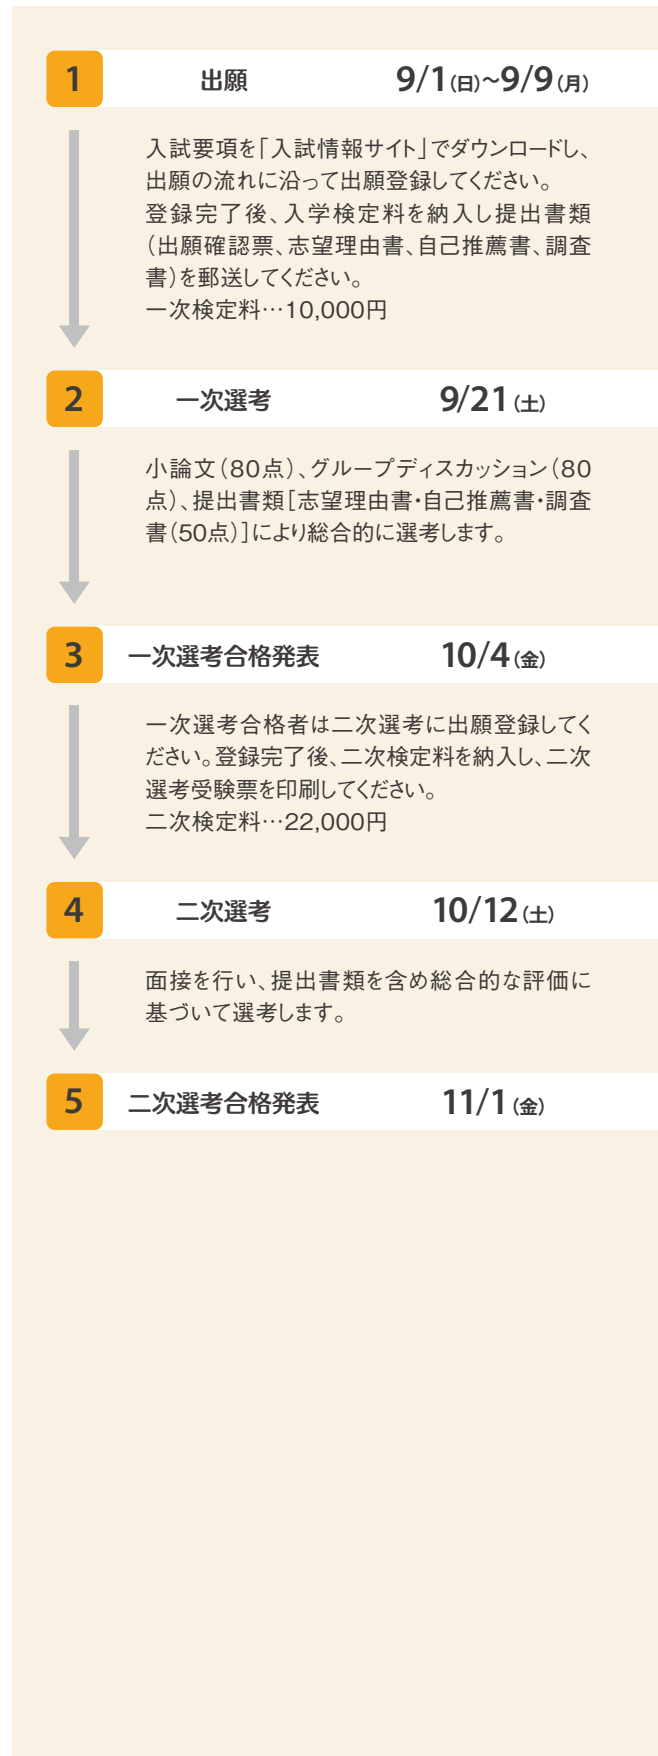 1 出願 9/1(日)~9/9(月)
入試要項を「入試情報サイト」でダウンロードし、
出願の流れに沿って出願登録してください。
登録完了後、入学検定料を納入し提出書類
(出願確認票、志望理由書、自己推薦書、調査
書)を郵送してください。
一次検定料…10,000円
2 一次選考 9/21(土)
小論文(80点)、グループディスカッション(80
点)、提出書類[志望理由書・自己推薦書・調査
書(50点)]により総合的に選考します。
3 一次選考合格発表 10/4(金)
一次選考合格者は二次選考に出願登録してく
ださい。登録完了後、二次検定料を納入し、二次
選考受験票を印刷してください。
二次検定料…22,000円
4 二次選考 10/12(土)
面接を行い、提出書類を含め総合的な評価に
基づいて選考します。
5 二次選考合格発表 11/1(金)